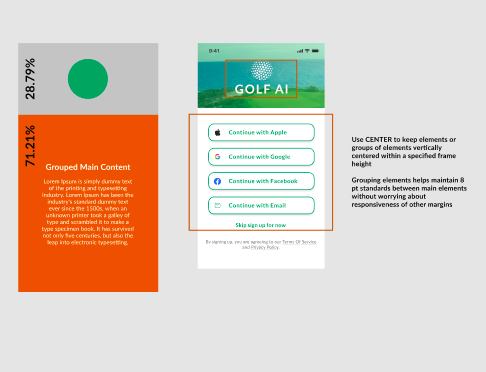 28.79%
71.21%
Grouped Main Content
Lorem Ipsum is simply dummy text
of the printing and typesetting
industry. Lorem Ipsum has been the
industry's standard dummy text
ever since the 1500s, when an
unknown printer took a galley of
type and scrambled it to make a
type specimen book. It has survived
not only five centuries, but also the
leap into electronic typesetting,
9:41
GOLF AI
Continue with Apple
Continue with Google
Continue with Facebook
Continue with Email
Skip sign up for now
By signing up, you are agreeing to our Terms Of Service
and Privacy Policy.
Use CENTER to keep elements or
groups of elements vertically
centered within a specified frame
height
Grouping elements helps maintain 8
pt standards between main elements
without worrying about
responsiveness of other margins